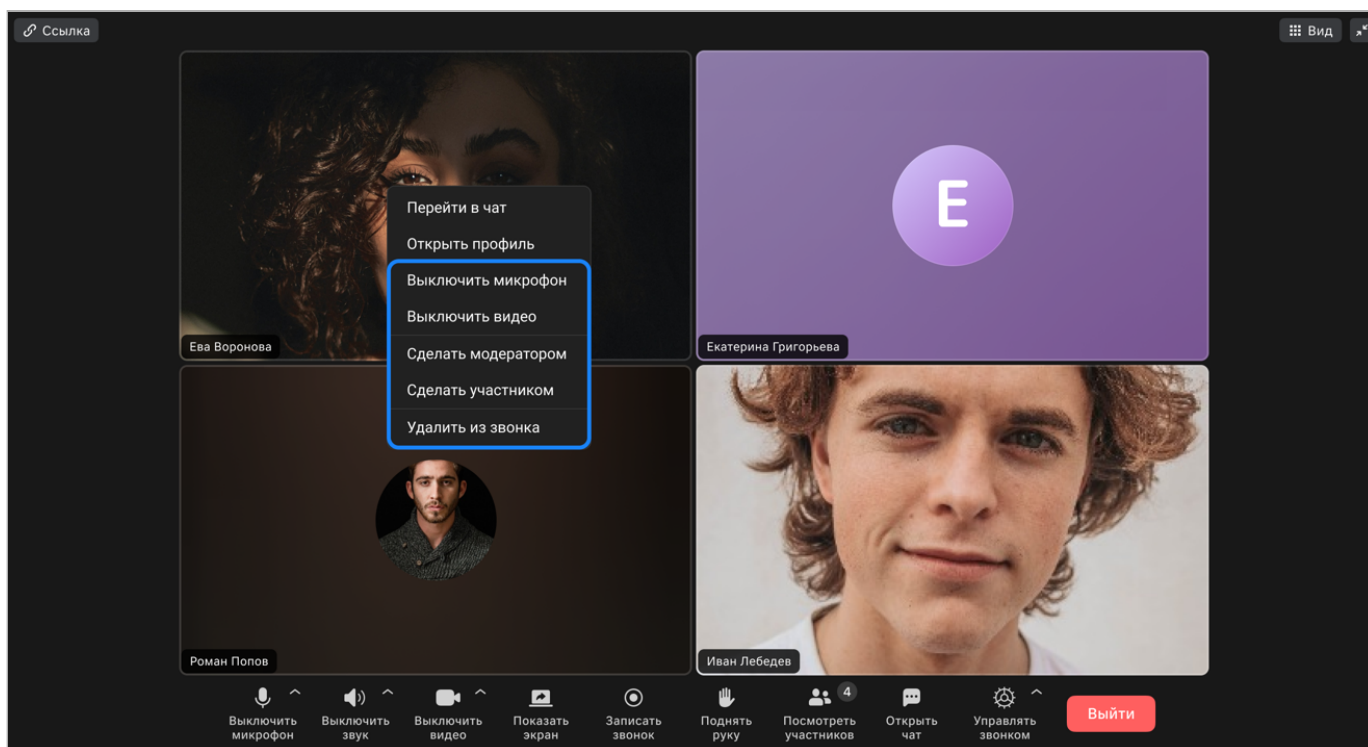 Ссылка
Вид
Е
Перейти в чат
Открыть профиль
Выключить микрофон
Выключить видео
Сделать модератором
Сделать участником
Удалить из звонка
Ева Воронова
Екатерина Григорьева
Роман Попов
Иван Лебедев
4
Выключить
микрофон
Выключить
звук
Выключить
видео
Показать
экран
Записать
звонок
Поднять
руку
Посмотреть
участников
Открыть
чат
Управлять
звонком
Выйти